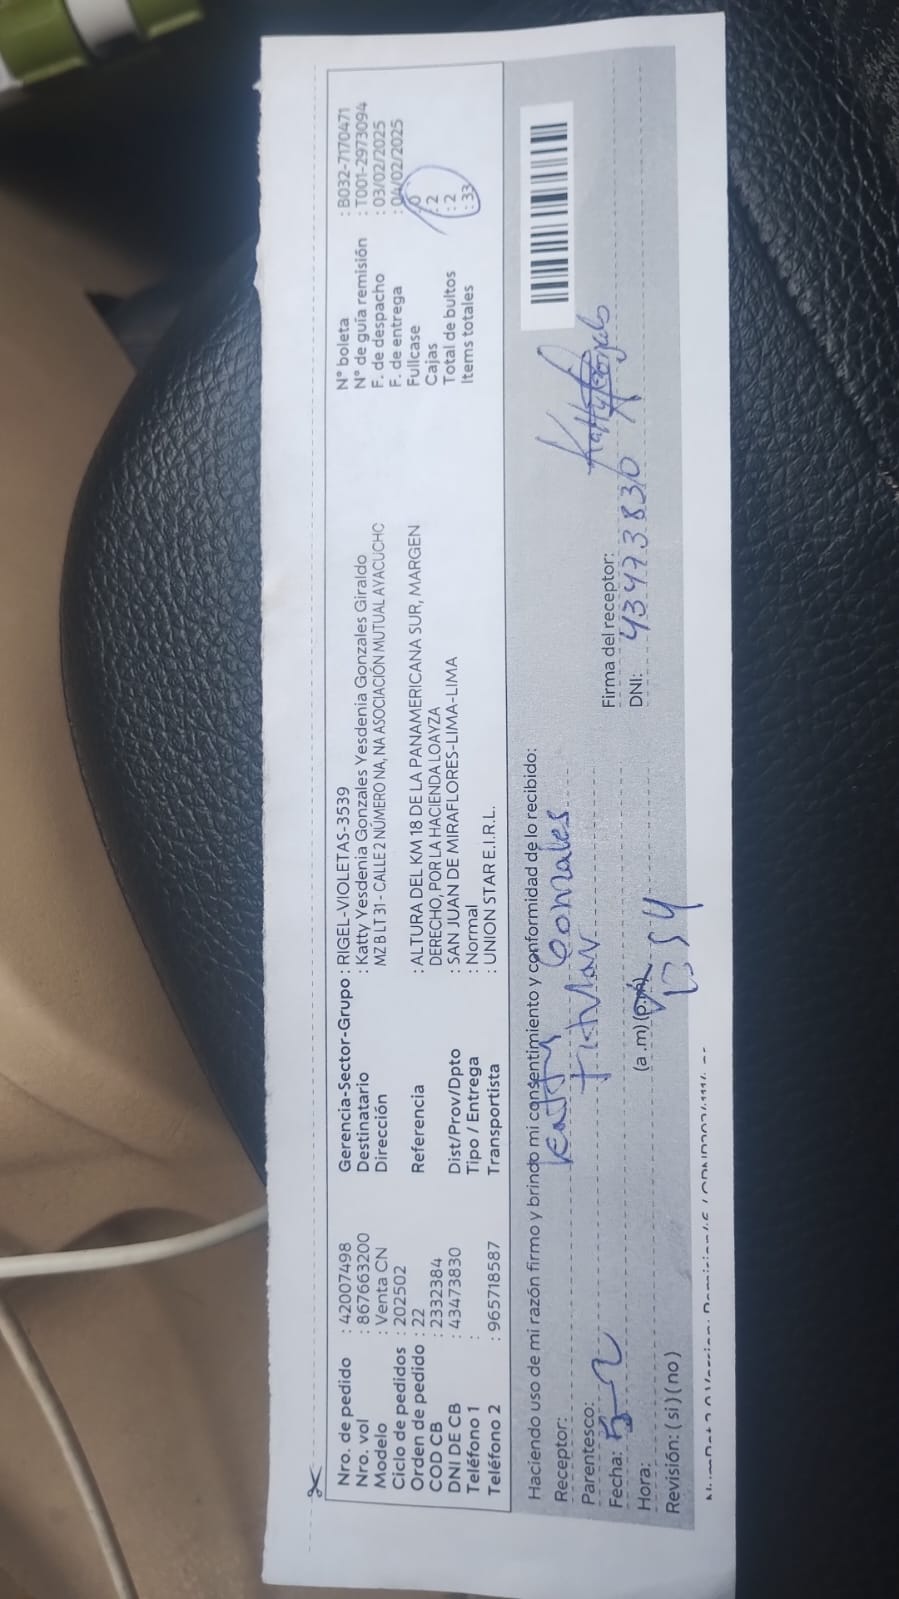 Nro. de pedido : 42007498
Nro. vol : 867663200
Modelo : Venta CN
Ciclo de pedidos : 202502
Orden de pedido : 22
COD CB : 2332384
DNI DE CB : 43473830
Teléfono 1 :
Teléfono 2 : 965718587
Gerencia-Sector-Grupo : RIGEL-VIOLETAS-3539
Destinatario : Katty Yesdenia Gonzales Yesdenia Gonzales Giraldo
Dirección MZ B LT 31 - CALLE 2 NÚMERO NA, NA ASOCIACIÓN MUTUAL AYACUCHO
Referencia : ALTURA DEL KM 18 DE LA PANAMERICANA SUR, MARGEN
DERECHO, POR LA HACIENDA LOAYZA
Dist/Prov/Dpto : SAN JUAN DE MIRAFLORES-LIMA-LIMA
Tipo / Entrega : Normal
Transportista : UNION STAR E.I.R.L.
N° boleta : B032-7170471
N° de guía remisión : T001-2973094
F. de despacho : 03/02/2025
F. de entrega : 04/02/2025
Fullcase : 0
Cajas : 2
Total de bultos : 2
Items totales : 33
Haciendo uso de mi razón firmo y brindo mi consentimiento y conformidad de lo recibido:
Receptor: Katty Gonzales
Parentesco: Titular
Fecha: 5-2
Hora: (a .m) (p.m)
Revisión: ( si ) ( no )
Firma del receptor:
DNI: 43473830